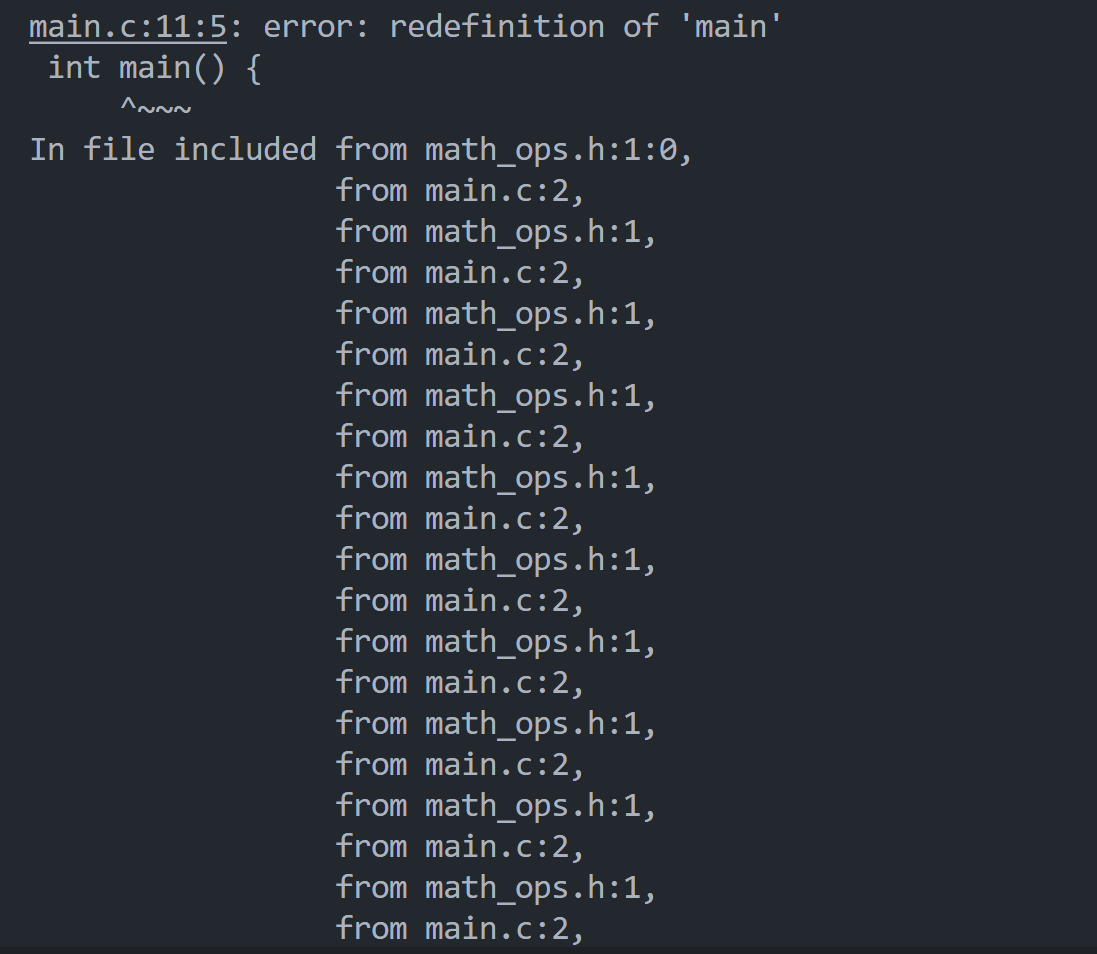 main.c:11:5: error: redefinition of 'main'
 int main() {
     ^~~~
In file included from math_ops.h:1:0,
                 from main.c:2,
                 from math_ops.h:1,
                 from main.c:2,
                 from math_ops.h:1,
                 from main.c:2,
                 from math_ops.h:1,
                 from main.c:2,
                 from math_ops.h:1,
                 from main.c:2,
                 from math_ops.h:1,
                 from main.c:2,
                 from math_ops.h:1,
                 from main.c:2,
                 from math_ops.h:1,
                 from main.c:2,
                 from math_ops.h:1,
                 from main.c:2,
                 from math_ops.h:1,
                 from main.c:2,